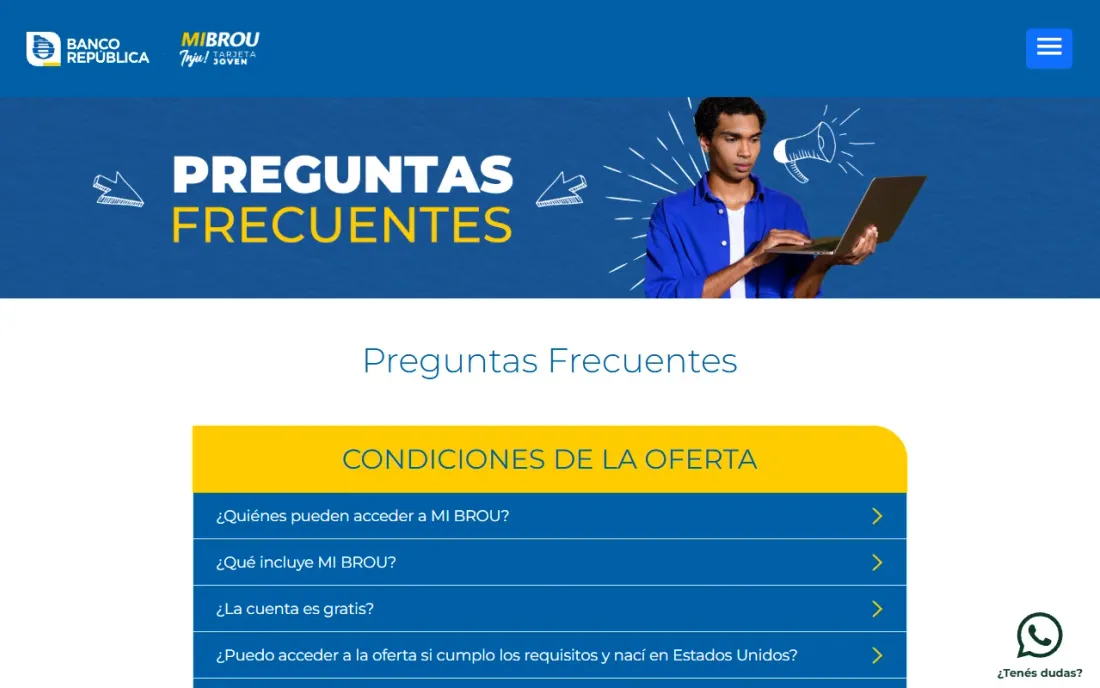 BANCO
REPÚBLICA
MIBROU
Inju! TARJETA
JOVEN
PREGUNTAS
FRECUENTES
Preguntas Frecuentes
CONDICIONES DE LA OFERTA
¿Quiénes pueden acceder a MI BROU?
¿Qué incluye MI BROU?
¿La cuenta es gratis?
¿Puedo acceder a la oferta si cumplo los requisitos y nací en Estados Unidos?
¿Tenés dudas?